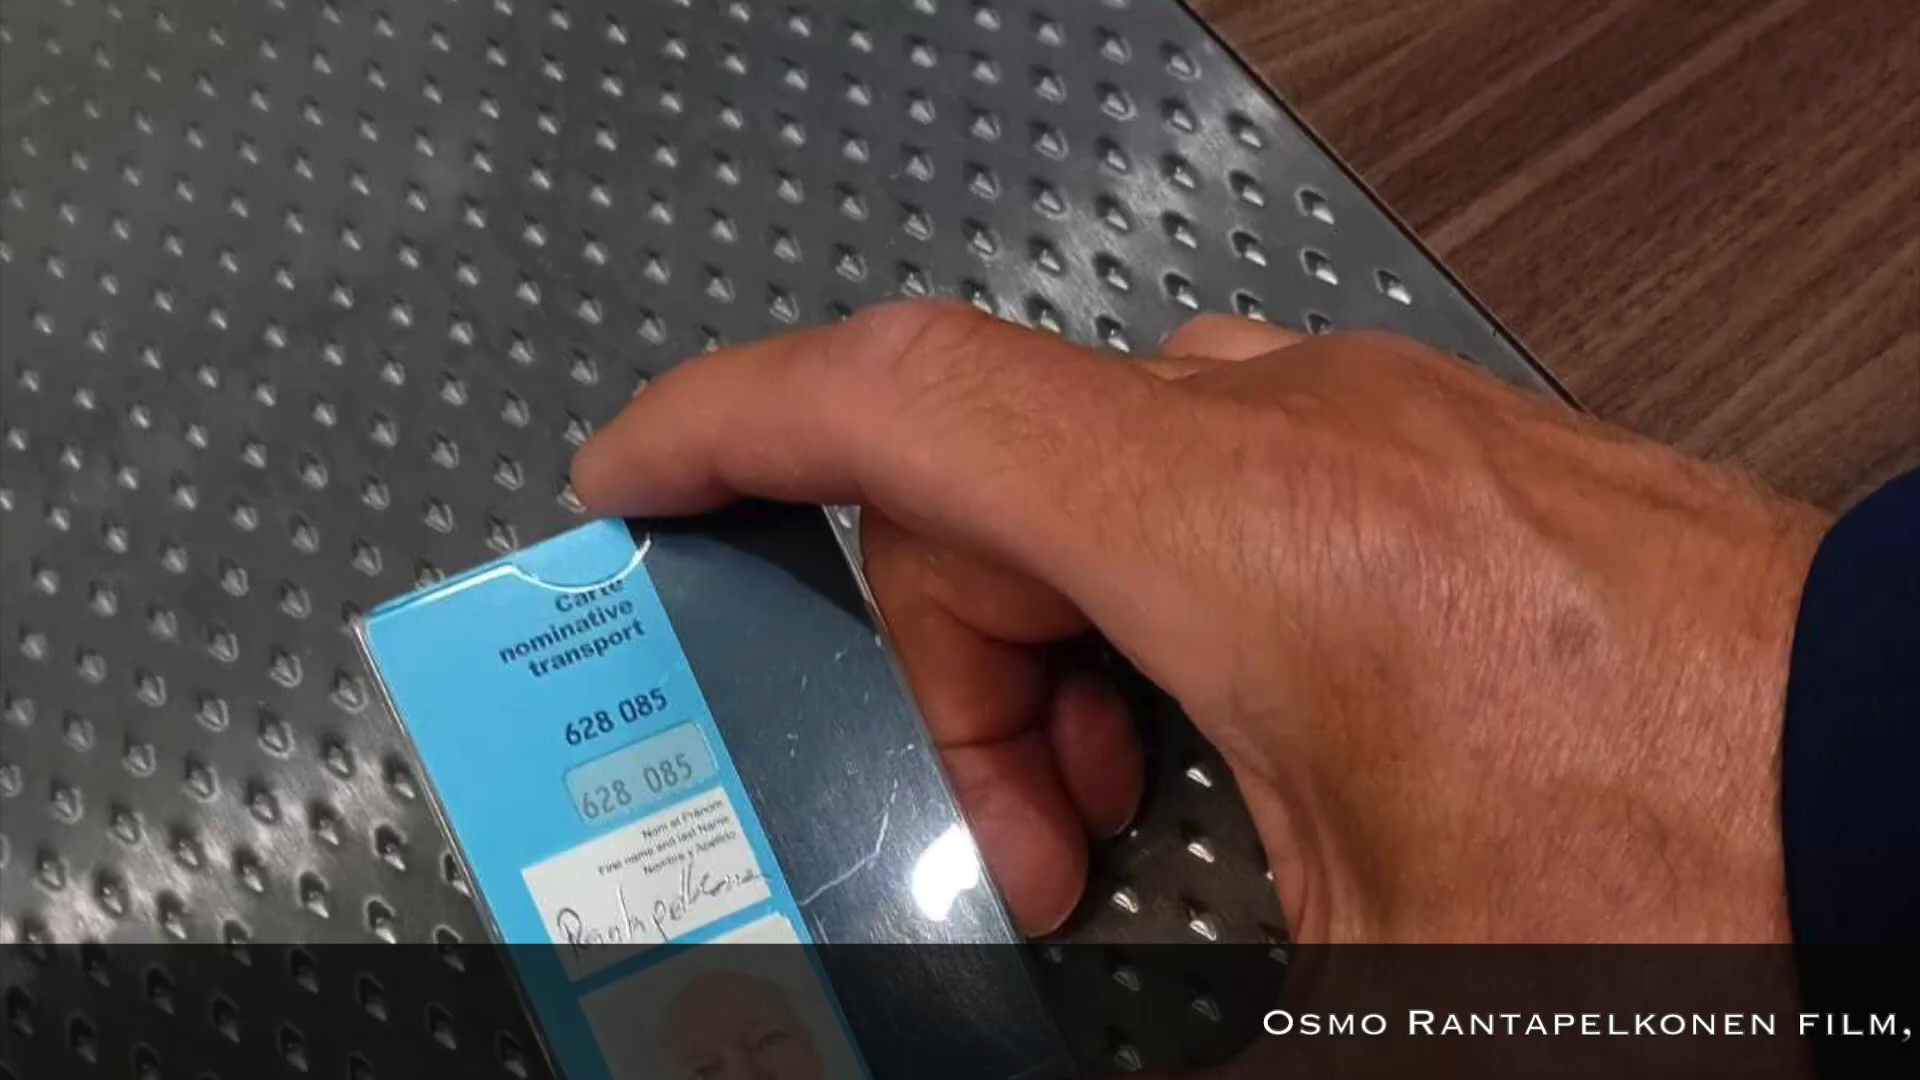 Carte
nominative
transport
628 085
628 085
Nom et Prénom
First name and last Name
Nombre y Apellido
Rantapelkonen
OSMO RANTAPELKONEN FILM,